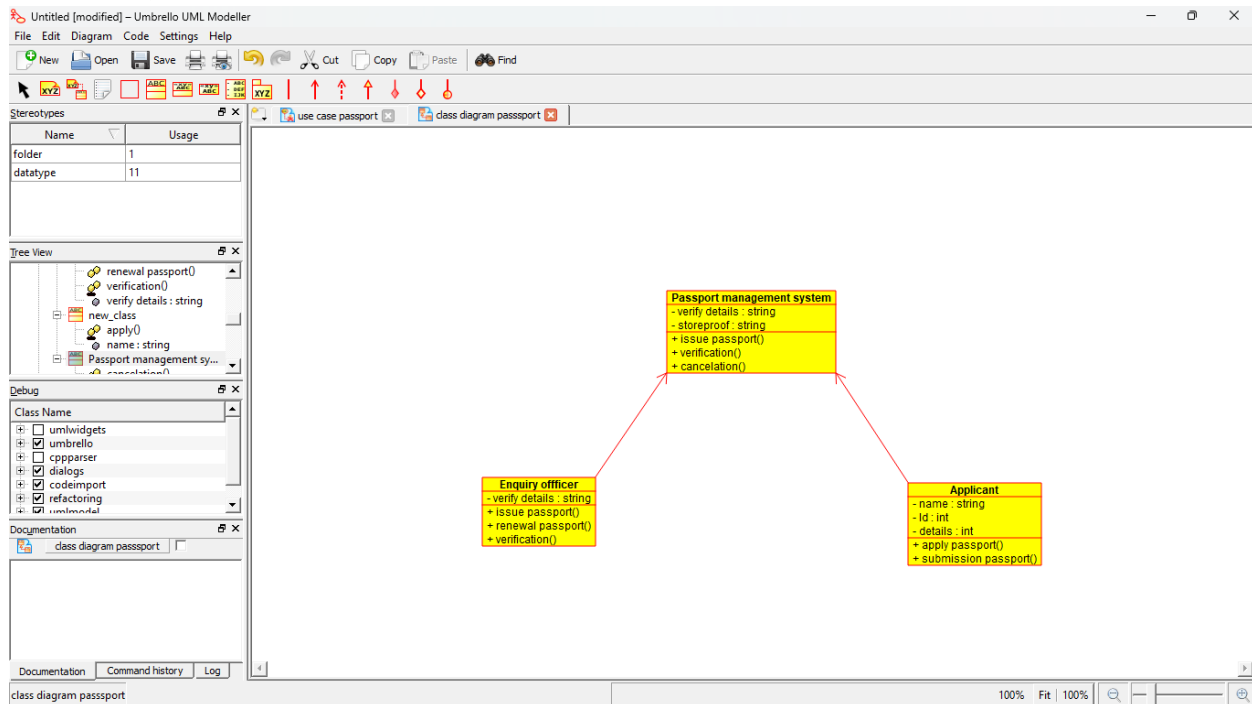 Untitled [modified] – Umbrello UML Modeller
File Edit Diagram Code Settings Help
New Open Save Cut Copy Paste Find
Stereotypes
Name Usage
folder 1
datatype 11
Tree View
renewal passport()
verification()
verify details : string
new_class
apply()
name : string
Passport management sy...
cancelation()
Debug
Class Name
umlwidgets
umbrello
cppparser
dialogs
codeimport
refactoring
umlmodel
Documentation
class diagram passsport
Documentation Command history Log
class diagram passsport
use case passport class diagram passsport
Passport management system
- verify details : string
- storeproof : string
+ issue passport()
+ verification()
+ cancelation()
Enquiry offficer
- verify details : string
+ issue passport()
+ renewal passport()
+ verification()
Applicant
- name : string
- Id : int
- details : int
+ apply passport()
+ submission passport()
100% Fit 100%